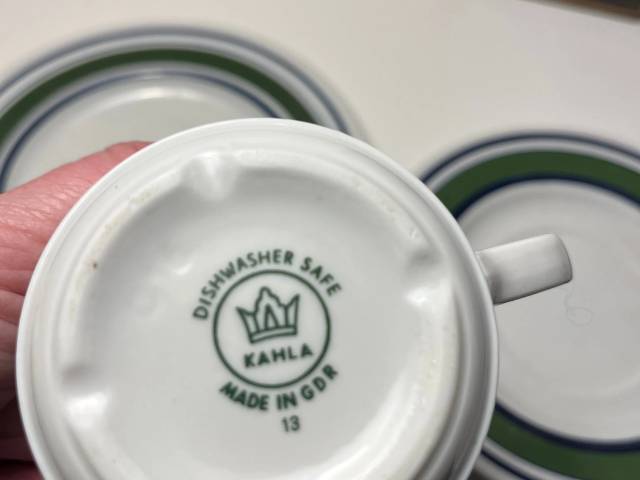 DISHWASHER SAFE
KAHLA
MADE IN GDR
13